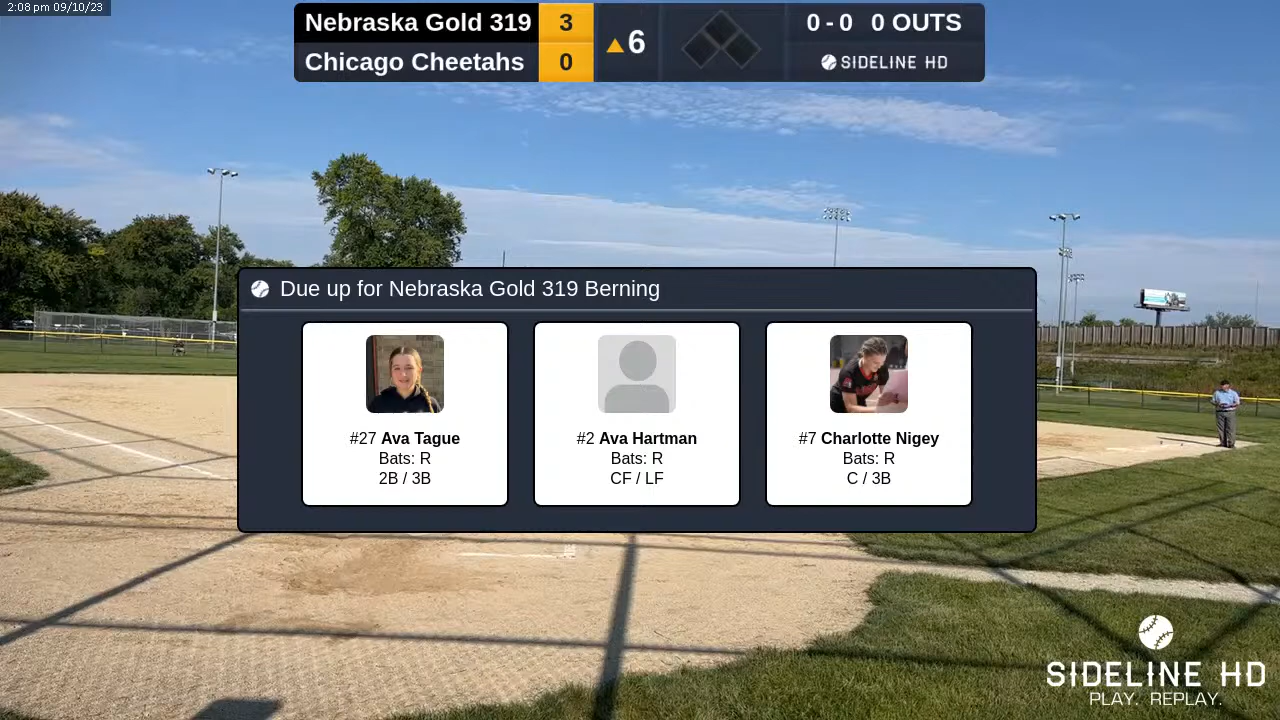 2:08 pm 09/10/23
Nebraska Gold 319 3
Chicago Cheetahs 0
▲6
0 - 0 0 OUTS
SIDELINE HD
Due up for Nebraska Gold 319 Berning
#27 Ava Tague
Bats: R
2B / 3B
#2 Ava Hartman
Bats: R
CF / LF
#7 Charlotte Nigey
Bats: R
C / 3B
SIDELINE HD
PLAY. REPLAY.